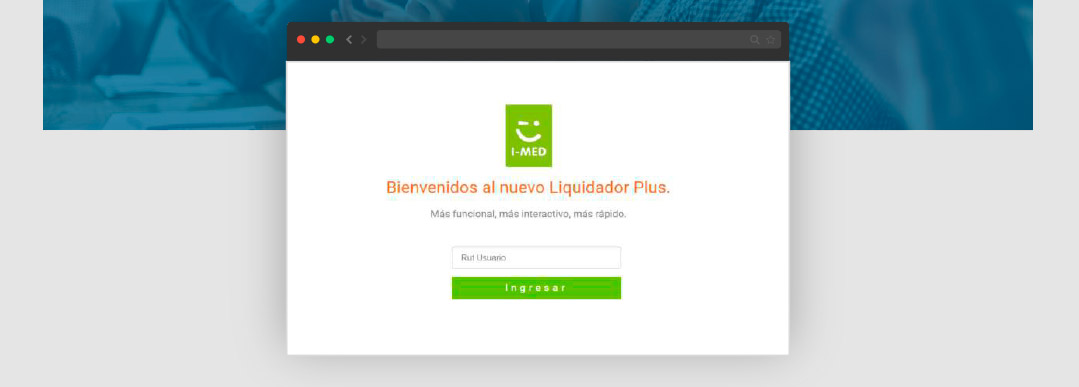 I-MED
Bienvenidos al nuevo Liquidador Plus.
Más funcional, más interactivo, más rápido.
Rut Usuario
Ingresar